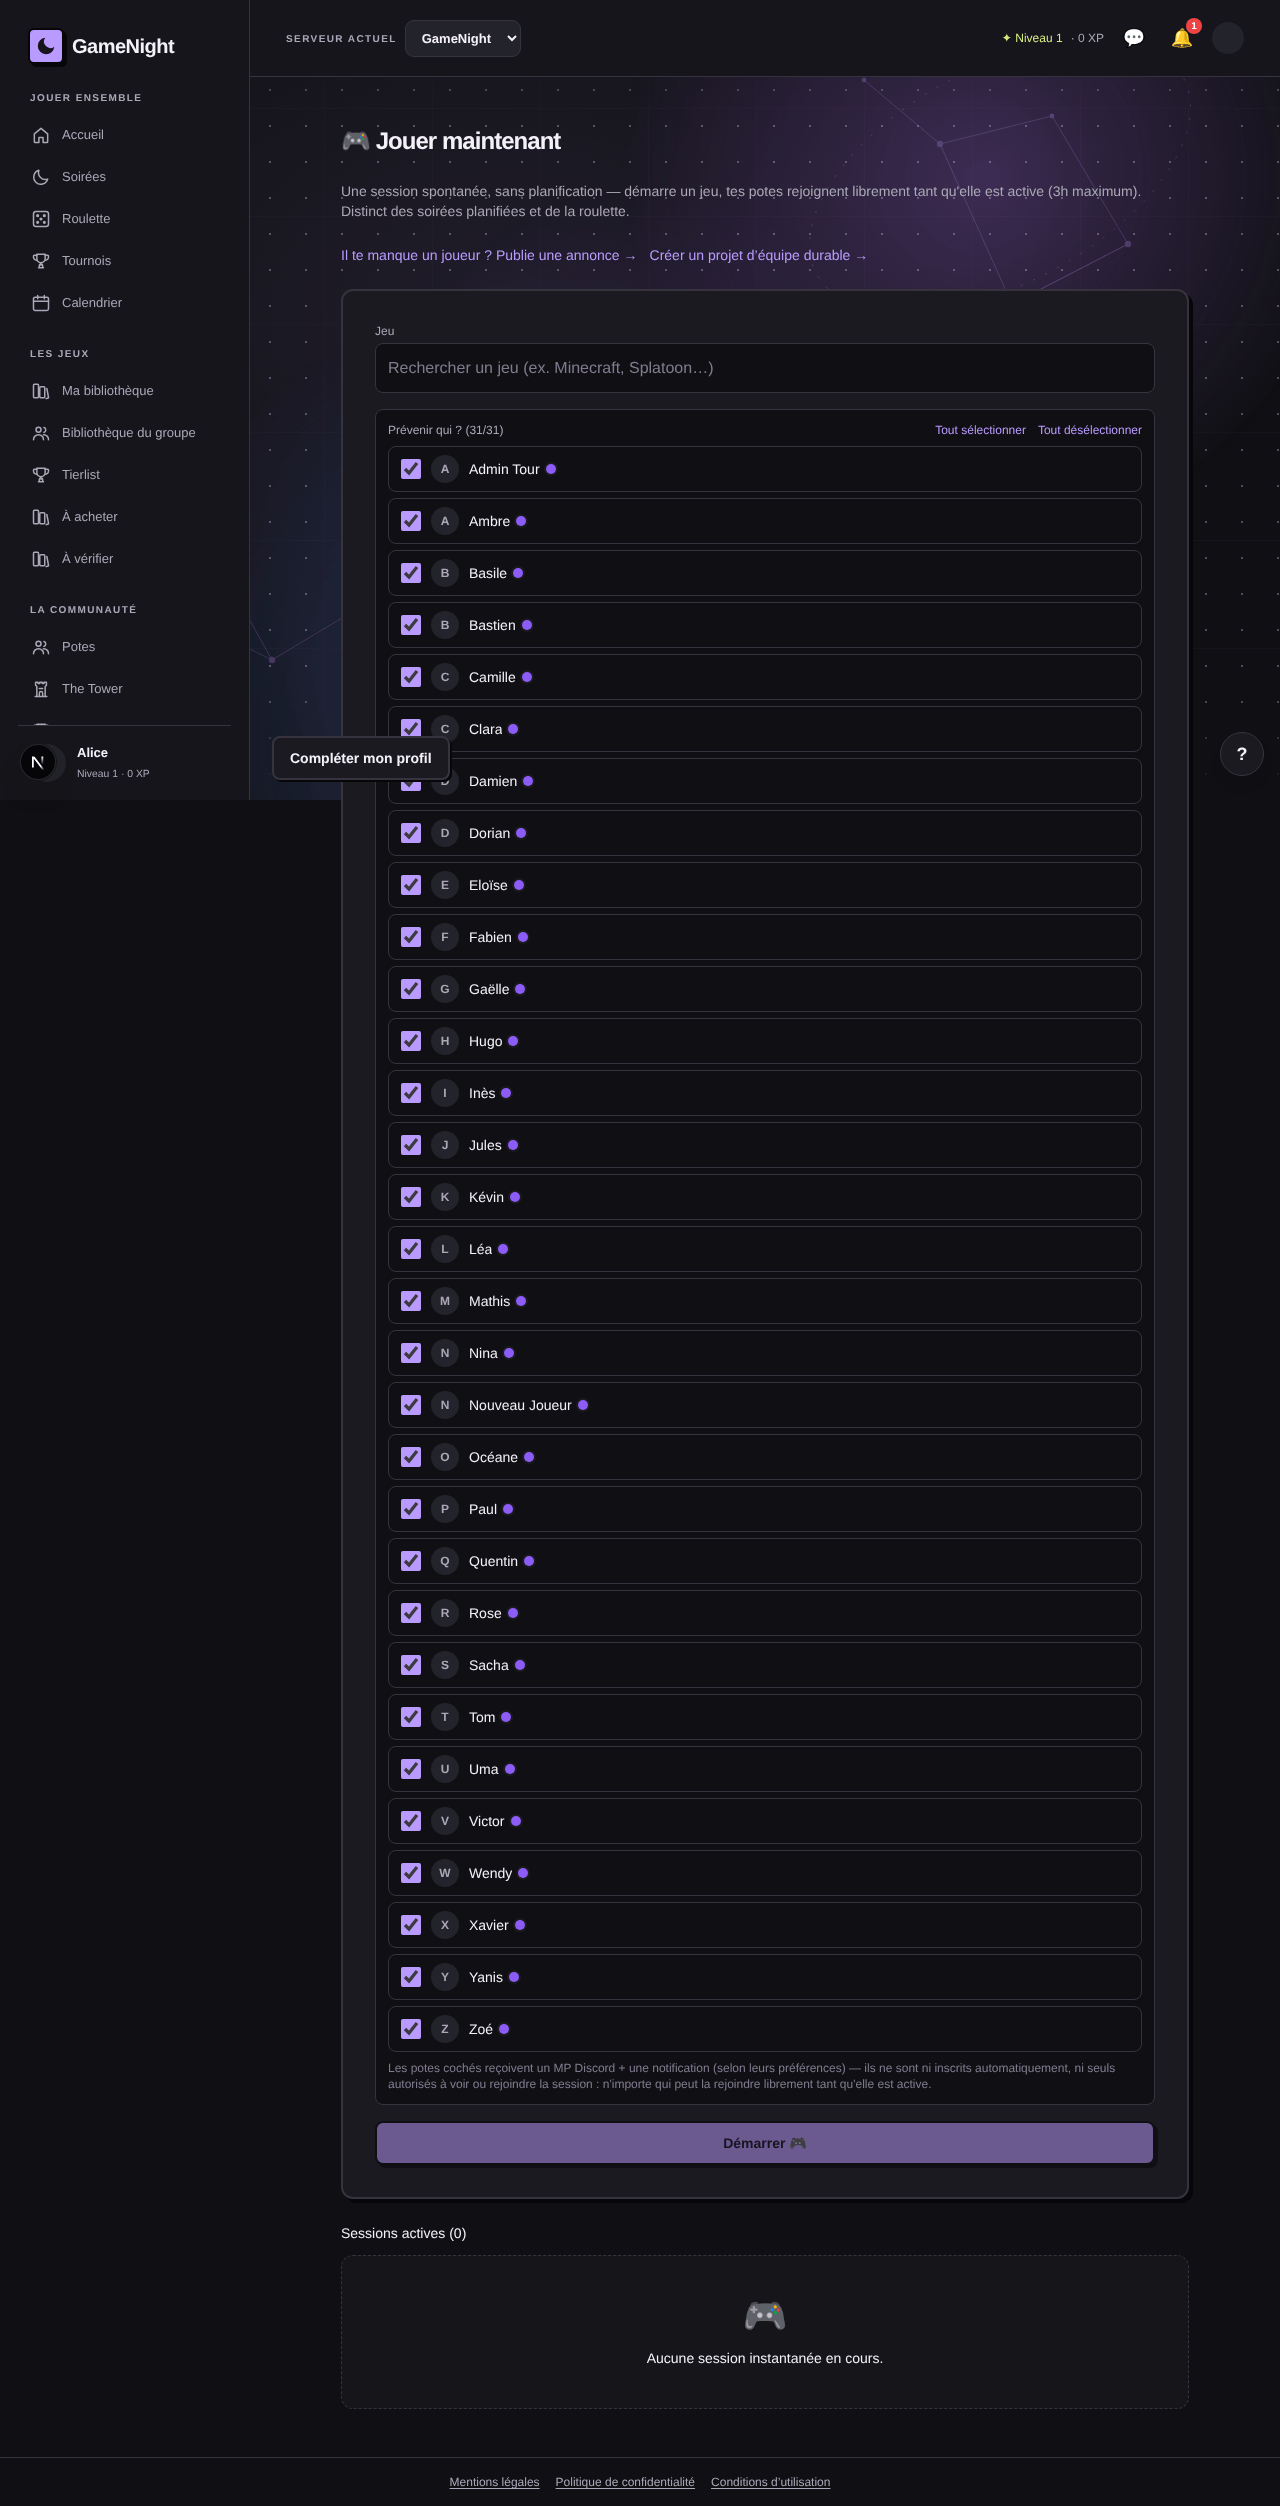 GameNight
JOUER ENSEMBLE
Accueil
Soirées
Roulette
Tournois
Calendrier
LES JEUX
Ma bibliothèque
Bibliothèque du groupe
Tierlist
À acheter
À vérifier
LA COMMUNAUTÉ
Potes
The Tower
Alice
Niveau 1 · 0 XP
SERVEUR ACTUEL
GameNight
✦ Niveau 1 · 0 XP
1
🎮 Jouer maintenant
Une session spontanée, sans planification — démarre un jeu, tes potes rejoignent librement tant qu'elle est active (3h maximum).
Distinct des soirées planifiées et de la roulette.
Il te manque un joueur ? Publie une annonce → Créer un projet d'équipe durable →
Jeu
Rechercher un jeu (ex. Minecraft, Splatoon…)
Prévenir qui ? (31/31)
Tout sélectionner Tout désélectionner
A Admin Tour
A Ambre
B Basile
B Bastien
C Camille
C Clara
Compléter mon profil
D Damien
D Dorian
E Eloïse
F Fabien
G Gaëlle
H Hugo
I Inès
J Jules
K Kévin
L Léa
M Mathis
N Nina
N Nouveau Joueur
O Océane
P Paul
Q Quentin
R Rose
S Sacha
T Tom
U Uma
V Victor
W Wendy
X Xavier
Y Yanis
Z Zoé
Les potes cochés reçoivent un MP Discord + une notification (selon leurs préférences) — ils ne sont ni inscrits automatiquement, ni seuls
autorisés à voir ou rejoindre la session : n'importe qui peut la rejoindre librement tant qu'elle est active.
Démarrer 🎮
Sessions actives (0)
Aucune session instantanée en cours.
?
Mentions légales Politique de confidentialité Conditions d'utilisation